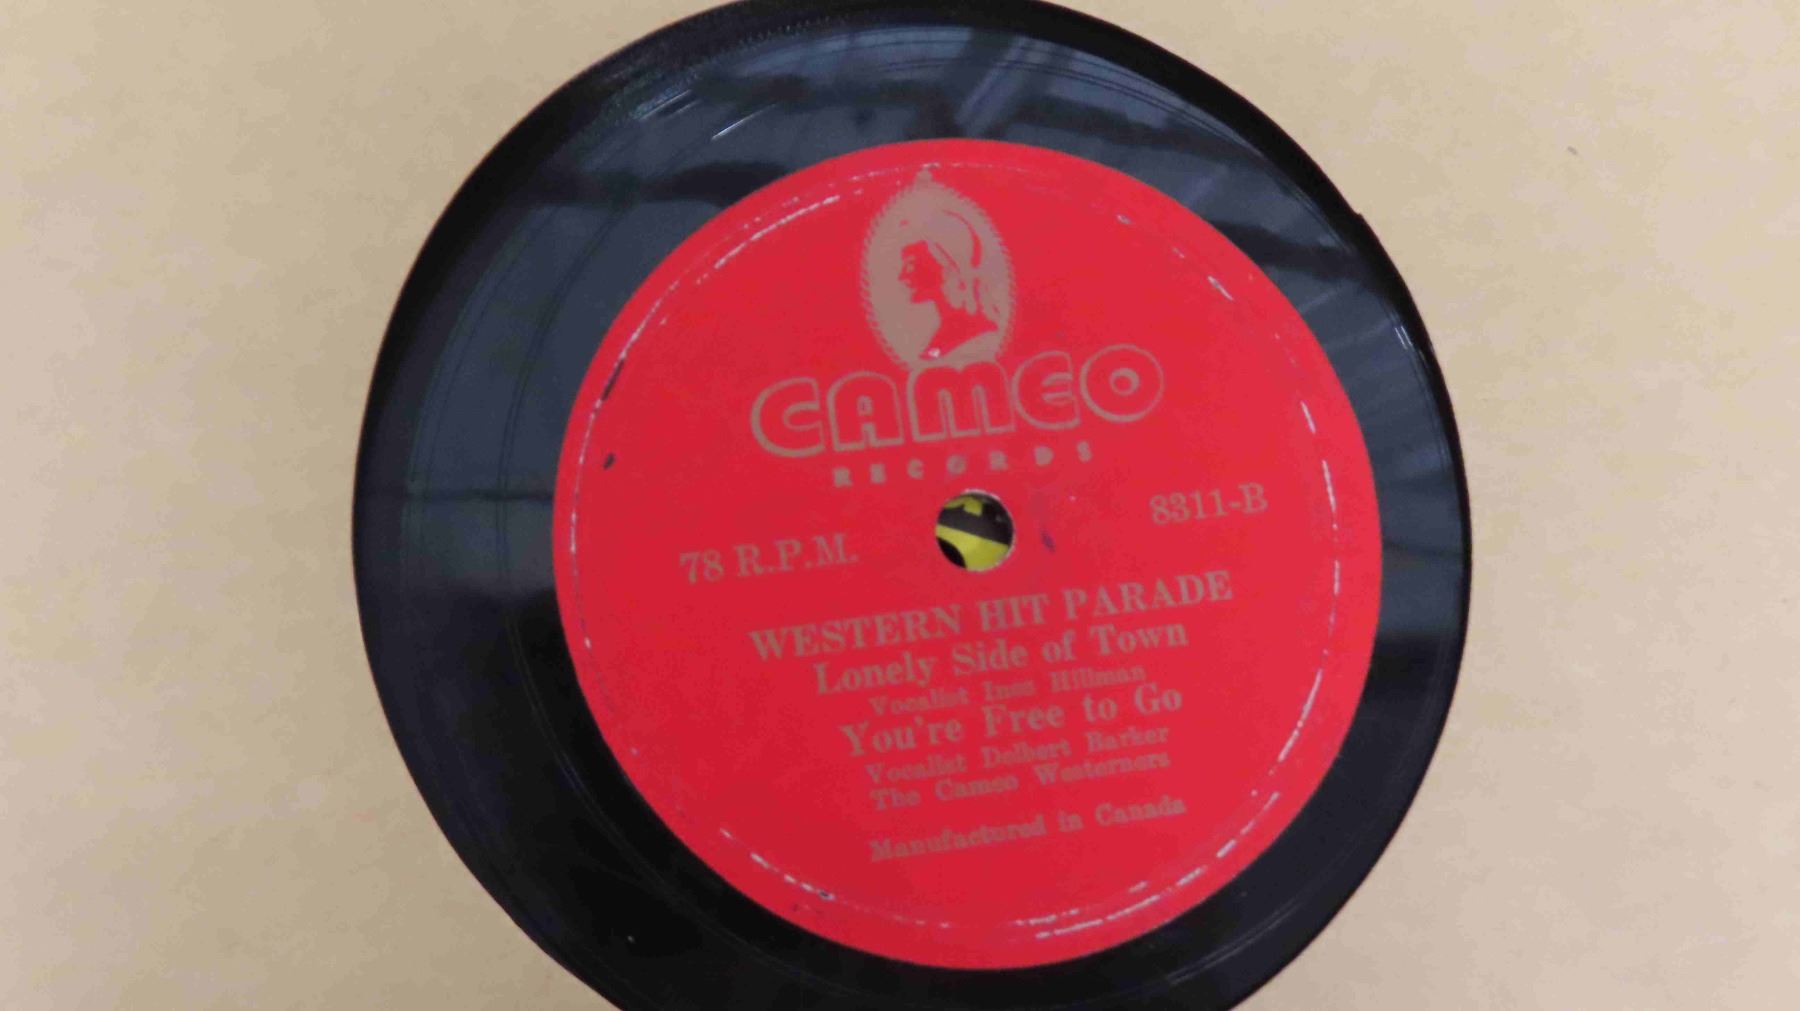 CAMEO
RECORDS
78 R.P.M.
8311-B
WESTERN HIT PARADE
Lonely Side of Town
Vocalist Ines Hillman
You're Free to Go
Vocalist Delbert Barker
The Cameo Westerners
Manufactured in Canada